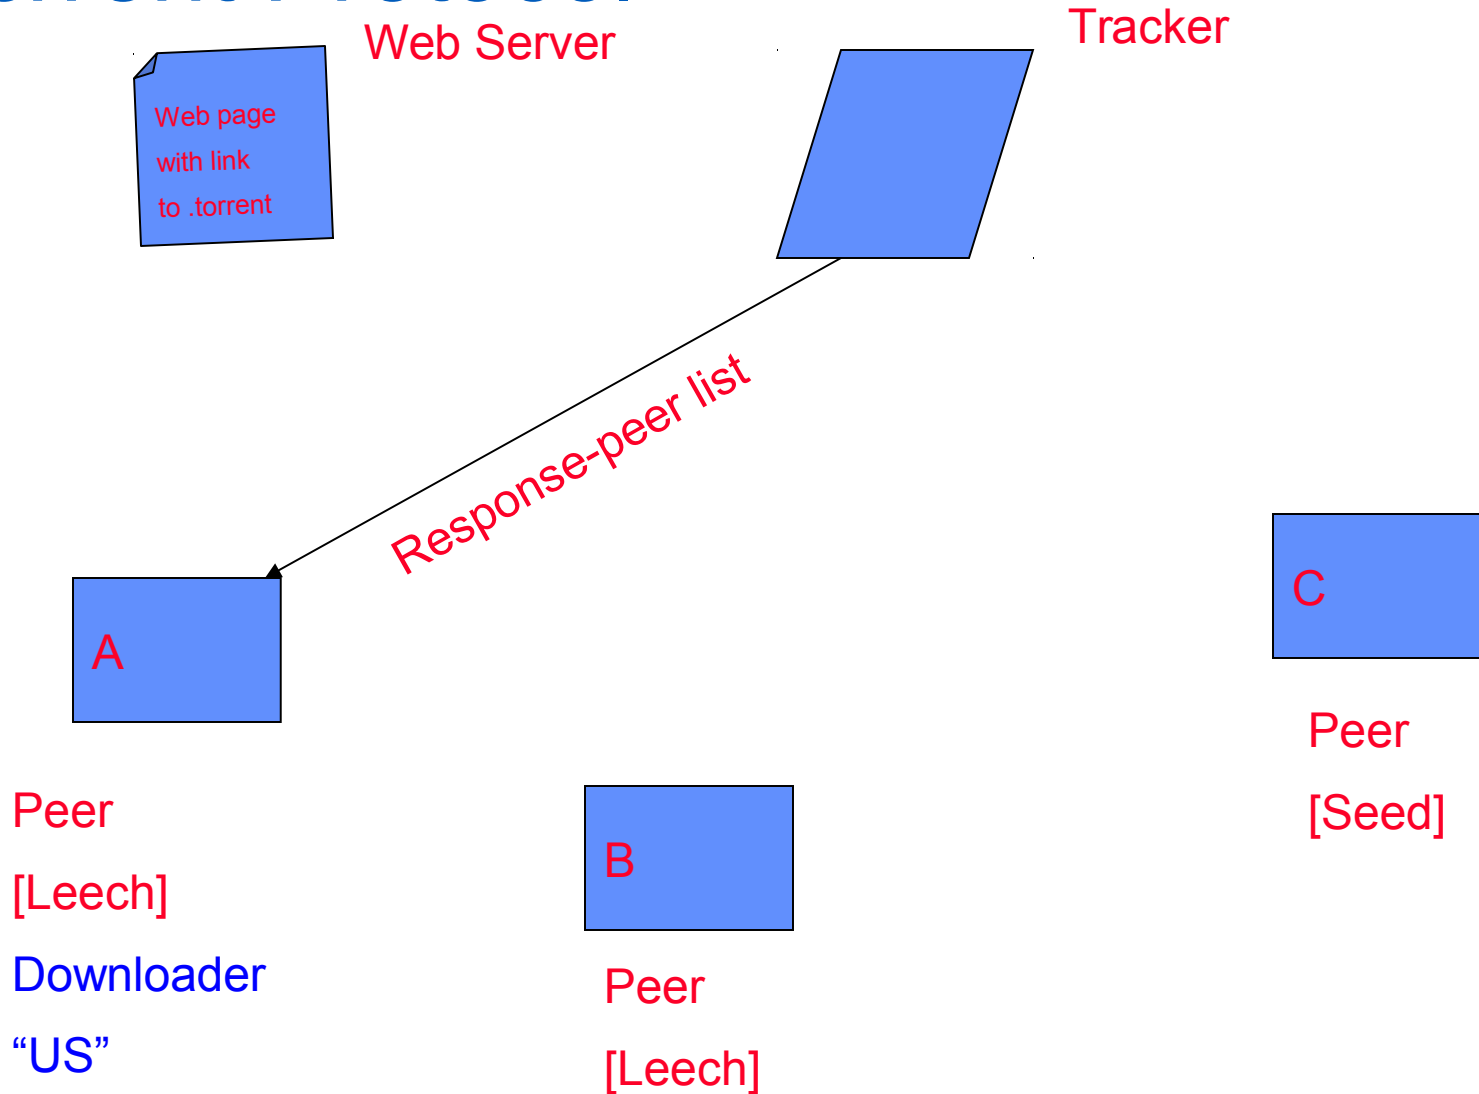 Web Server
Tracker
Web page
with link
to .torrent
Response-peer list
A
C
Peer
[Seed]
Peer
[Leech]
Downloader
“US”
B
Peer
[Leech]